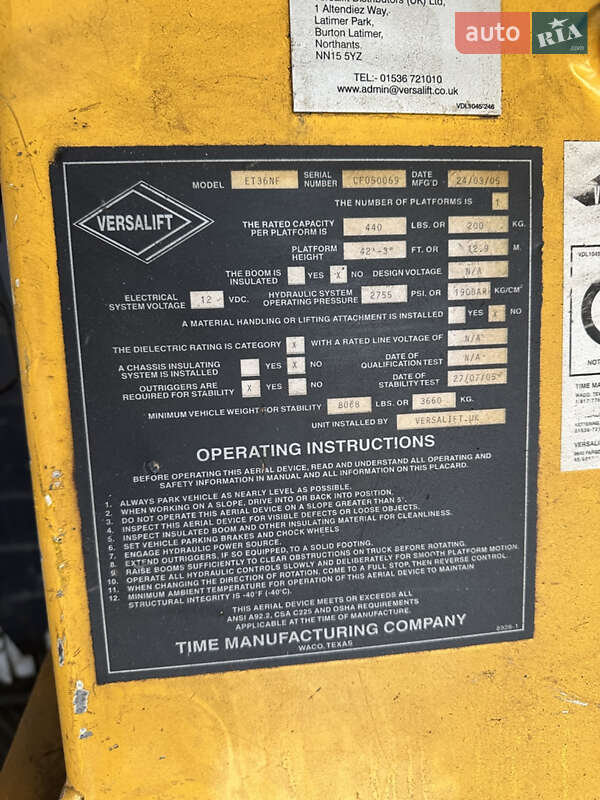 1 Altendiez Way,
Latimer Park,
Burton Latimer,
Northants.
NN15 5YZ
TEL:- 01536 721010
www.admin@versalift.co.uk
VDL1045/246
auto RIA
.com
VERSALIFT
MODEL ET36NF SERIAL NUMBER CF050069 DATE MFG'D 24/03/05
THE NUMBER OF PLATFORMS IS 1
THE RATED CAPACITY PER PLATFORM IS 440 LBS. OR 200 KG.
PLATFORM HEIGHT 42'-3" FT. OR 12.9 M.
THE BOOM IS INSULATED YES X NO DESIGN VOLTAGE N/A
ELECTRICAL SYSTEM VOLTAGE 12 VDC. HYDRAULIC SYSTEM OPERATING PRESSURE 2755 PSI. OR 190BAR KG/CM²
A MATERIAL HANDLING OR LIFTING ATTACHMENT IS INSTALLED YES X NO
THE DIELECTRIC RATING IS CATEGORY X WITH A RATED LINE VOLTAGE OF N/A
A CHASSIS INSULATING SYSTEM IS INSTALLED YES X NO DATE OF QUALIFICATION TEST N/A
OUTRIGGERS ARE REQUIRED FOR STABILITY X YES NO DATE OF STABILITY TEST 27/07/05
MINIMUM VEHICLE WEIGHT FOR STABILITY 8068 LBS. OR 3660 KG.
UNIT INSTALLED BY VERSALIFT.UK
OPERATING INSTRUCTIONS
BEFORE OPERATING THIS AERIAL DEVICE, READ AND UNDERSTAND ALL OPERATING AND
SAFETY INFORMATION IN MANUAL AND ALL INFORMATION ON THIS PLACARD.
1. ALWAYS PARK VEHICLE AS NEARLY LEVEL AS POSSIBLE.
2. WHEN WORKING ON A SLOPE, DRIVE INTO OR BACK INTO POSITION.
3. DO NOT OPERATE THIS AERIAL DEVICE ON A SLOPE GREATER THAN 5°.
4. INSPECT THIS AERIAL DEVICE FOR VISIBLE DEFECTS OR LOOSE OBJECTS.
5. INSPECT INSULATED BOOM AND OTHER INSULATING MATERIAL FOR CLEANLINESS.
6. SET VEHICLE PARKING BRAKES AND CHOCK WHEELS.
7. ENGAGE HYDRAULIC POWER SOURCE.
8. EXTEND OUTRIGGERS, IF SO EQUIPPED, TO A SOLID FOOTING.
9. RAISE BOOMS SUFFICIENTLY TO CLEAR OBSTRUCTIONS ON TRUCK BEFORE ROTATING.
10. OPERATE ALL HYDRAULIC CONTROLS SLOWLY AND DELIBERATELY FOR SMOOTH PLATFORM MOTION.
11. WHEN CHANGING THE DIRECTION OF ROTATION, COME TO A FULL STOP, THEN REVERSE CONTROL.
12. MINIMUM AMBIENT TEMPERATURE FOR OPERATION OF THIS AERIAL DEVICE TO MAINTAIN
STRUCTURAL INTEGRITY IS -40°F (-40°C).
THIS AERIAL DEVICE MEETS OR EXCEEDS ALL
ANSI A92.2, CSA C225 AND OSHA REQUIREMENTS
APPLICABLE AT THE TIME OF MANUFACTURE.
TIME MANUFACTURING COMPANY
WACO, TEXAS
8928-1